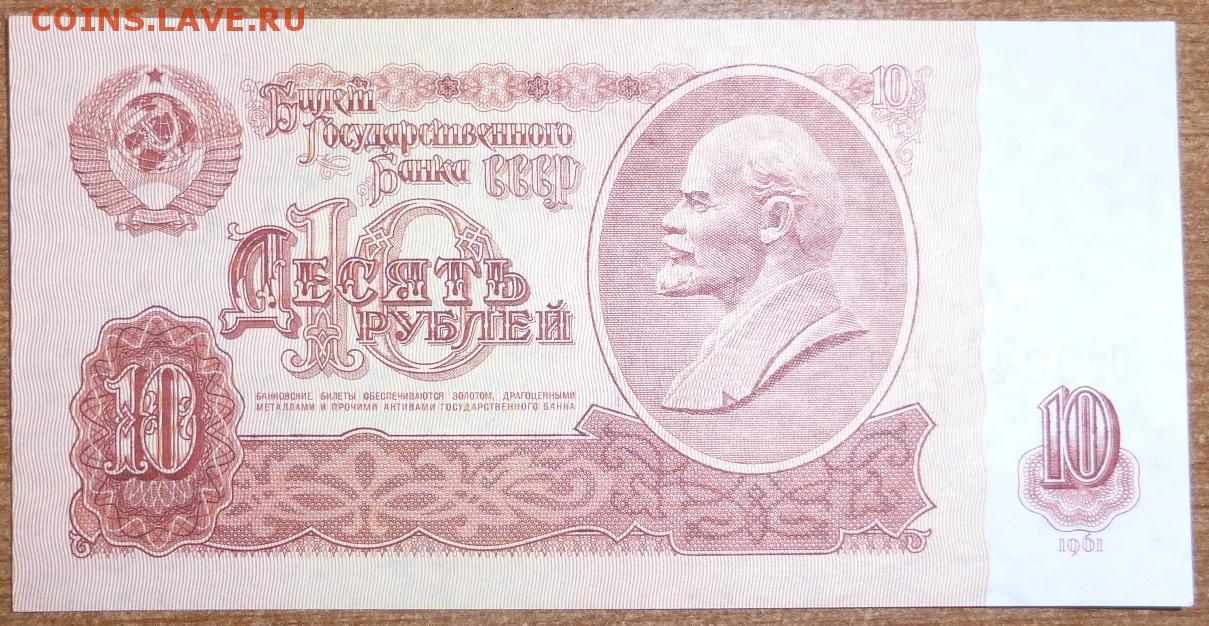 COINS.LAVE.RU
Билет
Государственного
Банка СССР
10
10
Десять
рублей
БАНКОВСКИЕ БИЛЕТЫ ОБЕСПЕЧИВАЮТСЯ ЗОЛОТОМ, ДРАГОЦЕННЫМИ
МЕТАЛЛАМИ И ПРОЧИМИ АКТИВАМИ ГОСУДАРСТВЕННОГО БАНКА
10
10
1961